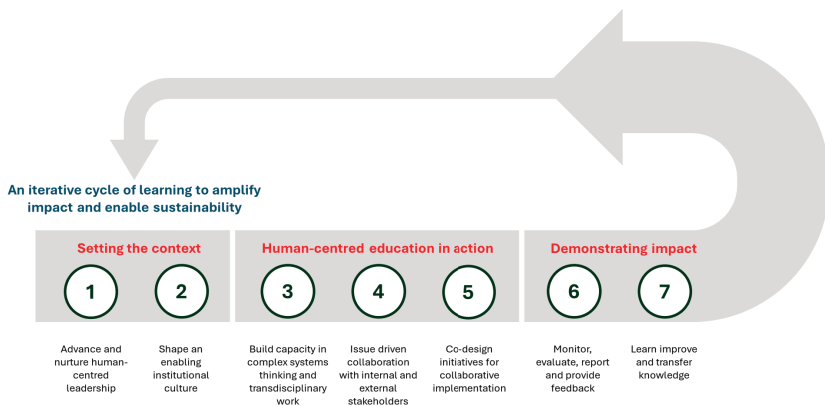 An iterative cycle of learning to amplify
impact and enable sustainability
Setting the context
Human-centred education in action
Demonstrating impact
1
2
3
4
5
6
7
Advance and
nurture human-
centred
leadership
Shape an
enabling
institutional
culture
Build capacity in
complex systems
thinking and
transdisciplinary
work
Issue driven
collaboration
with internal and
external
stakeholders
Co-design
initiatives for
collaborative
implementation
Monitor,
evaluate, report
and provide
feedback
Learn improve
and transfer
knowledge